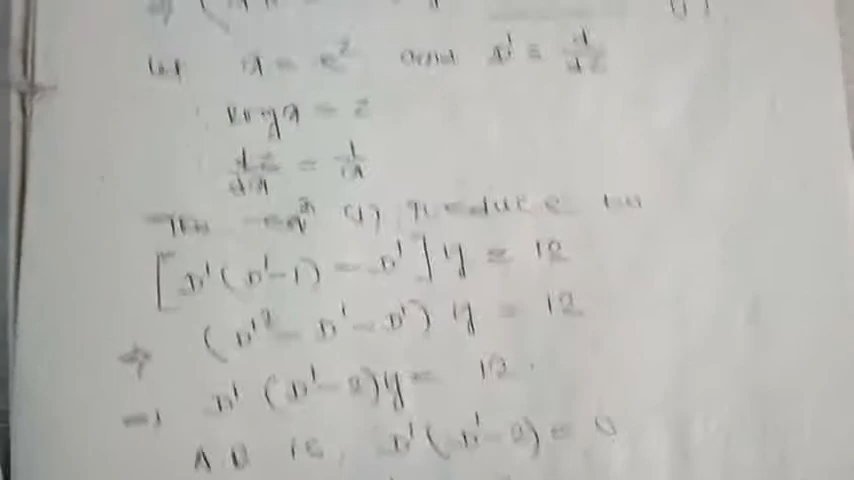 let x = e^z and D' ≡ d/dz
log x = z
dz/dx = 1/x
The eqn (1) reduce to
[D'(D'-1) - D'] y = 12
⇒ (D'^2 - D' - D') y = 12
⇒ D' (D'-2) y = 12.
A.E is, D'(D'-2) = 0